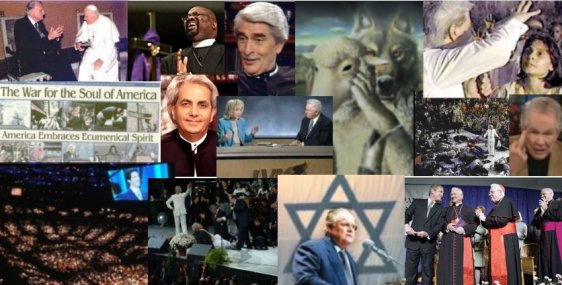 The War for the Soul of America
America Embraces Ecumenical Spirit